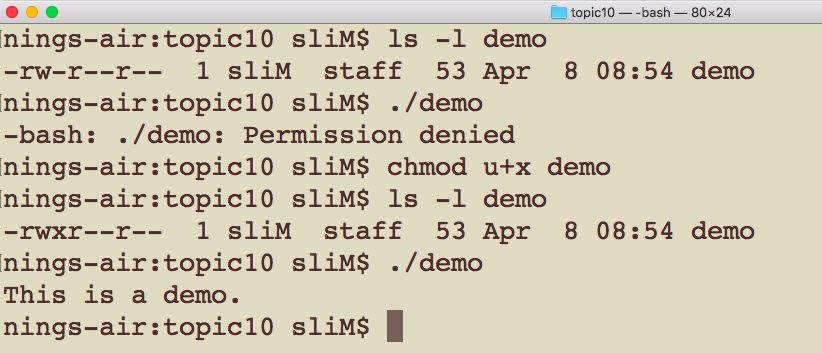 topic10 — -bash — 80×24
nings-air:topic10 sliM$ ls -l demo
-rw-r--r--  1 sliM  staff  53 Apr  8 08:54 demo
nings-air:topic10 sliM$ ./demo
-bash: ./demo: Permission denied
nings-air:topic10 sliM$ chmod u+x demo
nings-air:topic10 sliM$ ls -l demo
-rwxr--r--  1 sliM  staff  53 Apr  8 08:54 demo
nings-air:topic10 sliM$ ./demo
This is a demo.
nings-air:topic10 sliM$